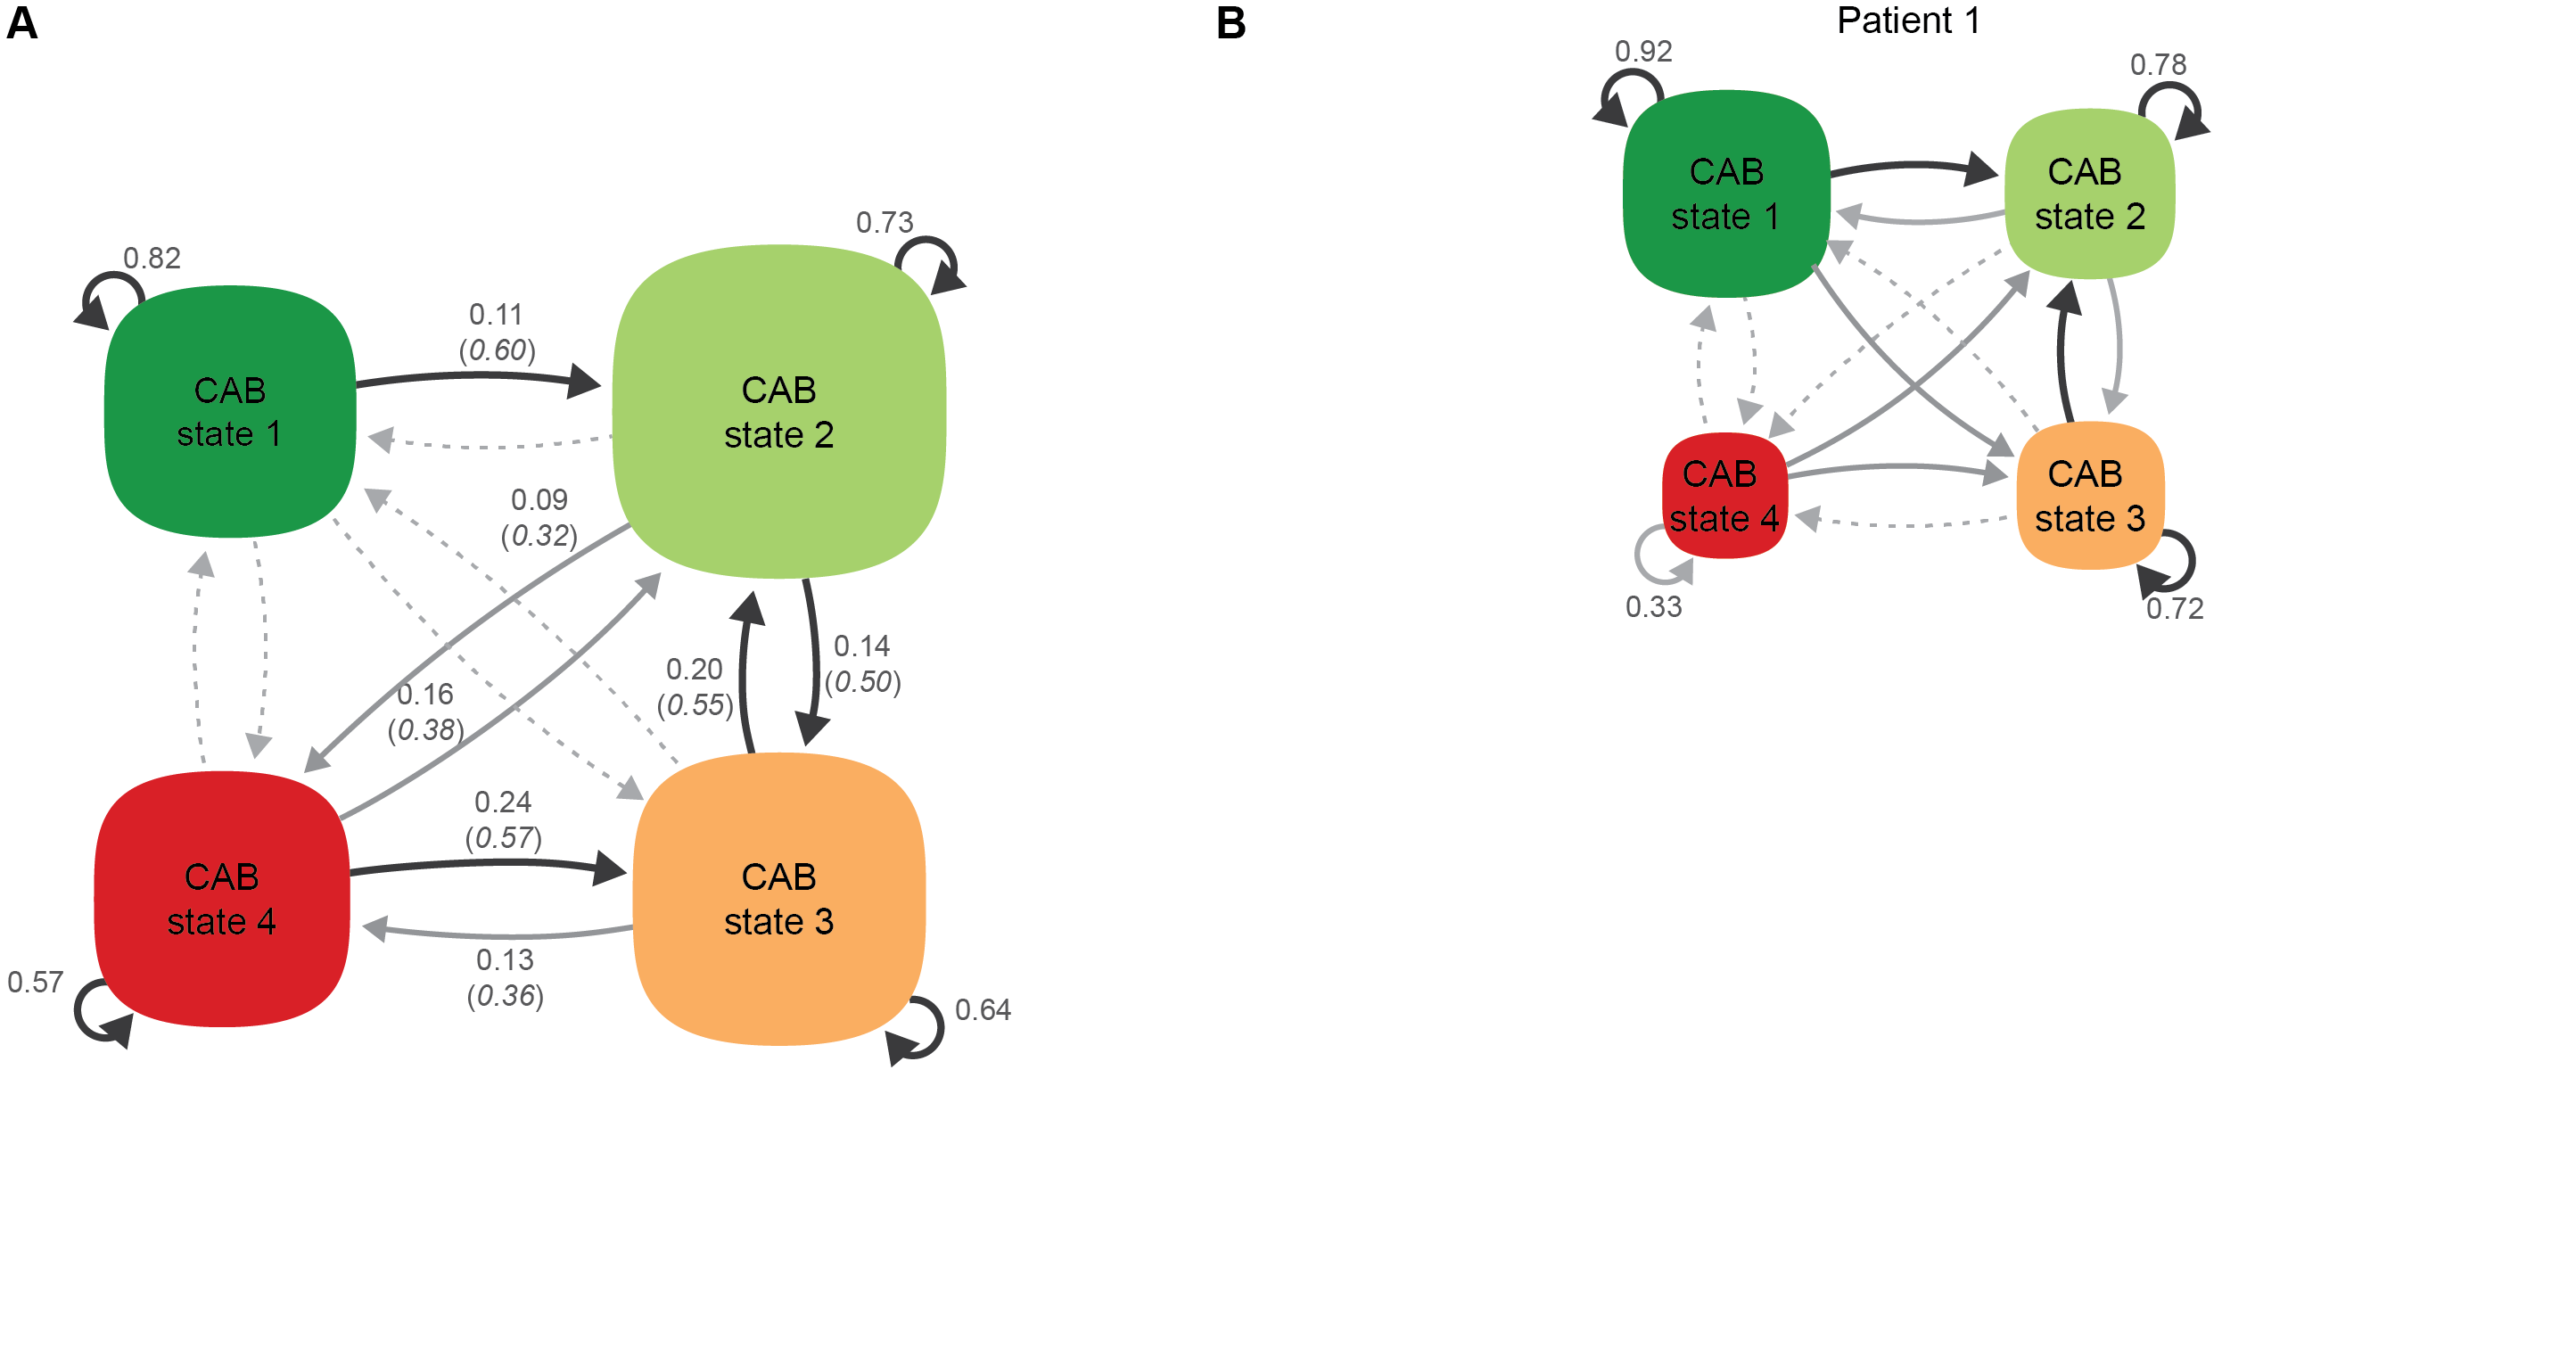 A
0.82
0.73
CAB
state 1
CAB
state 2
0.11
(0.60)
0.09
(0.32)
0.16
(0.38)
0.20
(0.55)
0.14
(0.50)
CAB
state 4
CAB
state 3
0.24
(0.57)
0.13
(0.36)
0.57
0.64
B
Patient 1
0.92
0.78
CAB
state 1
CAB
state 2
CAB
state 4
CAB
state 3
0.33
0.72